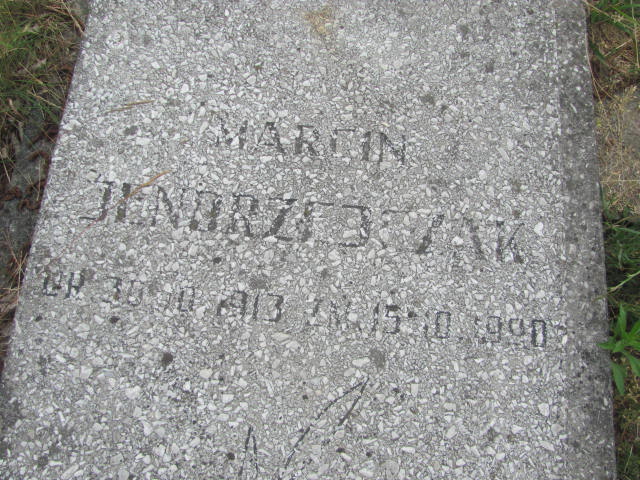 MARCIN
JENDRZEJCZAK
UR. 30.10.1913 ZM. 15.10.1990